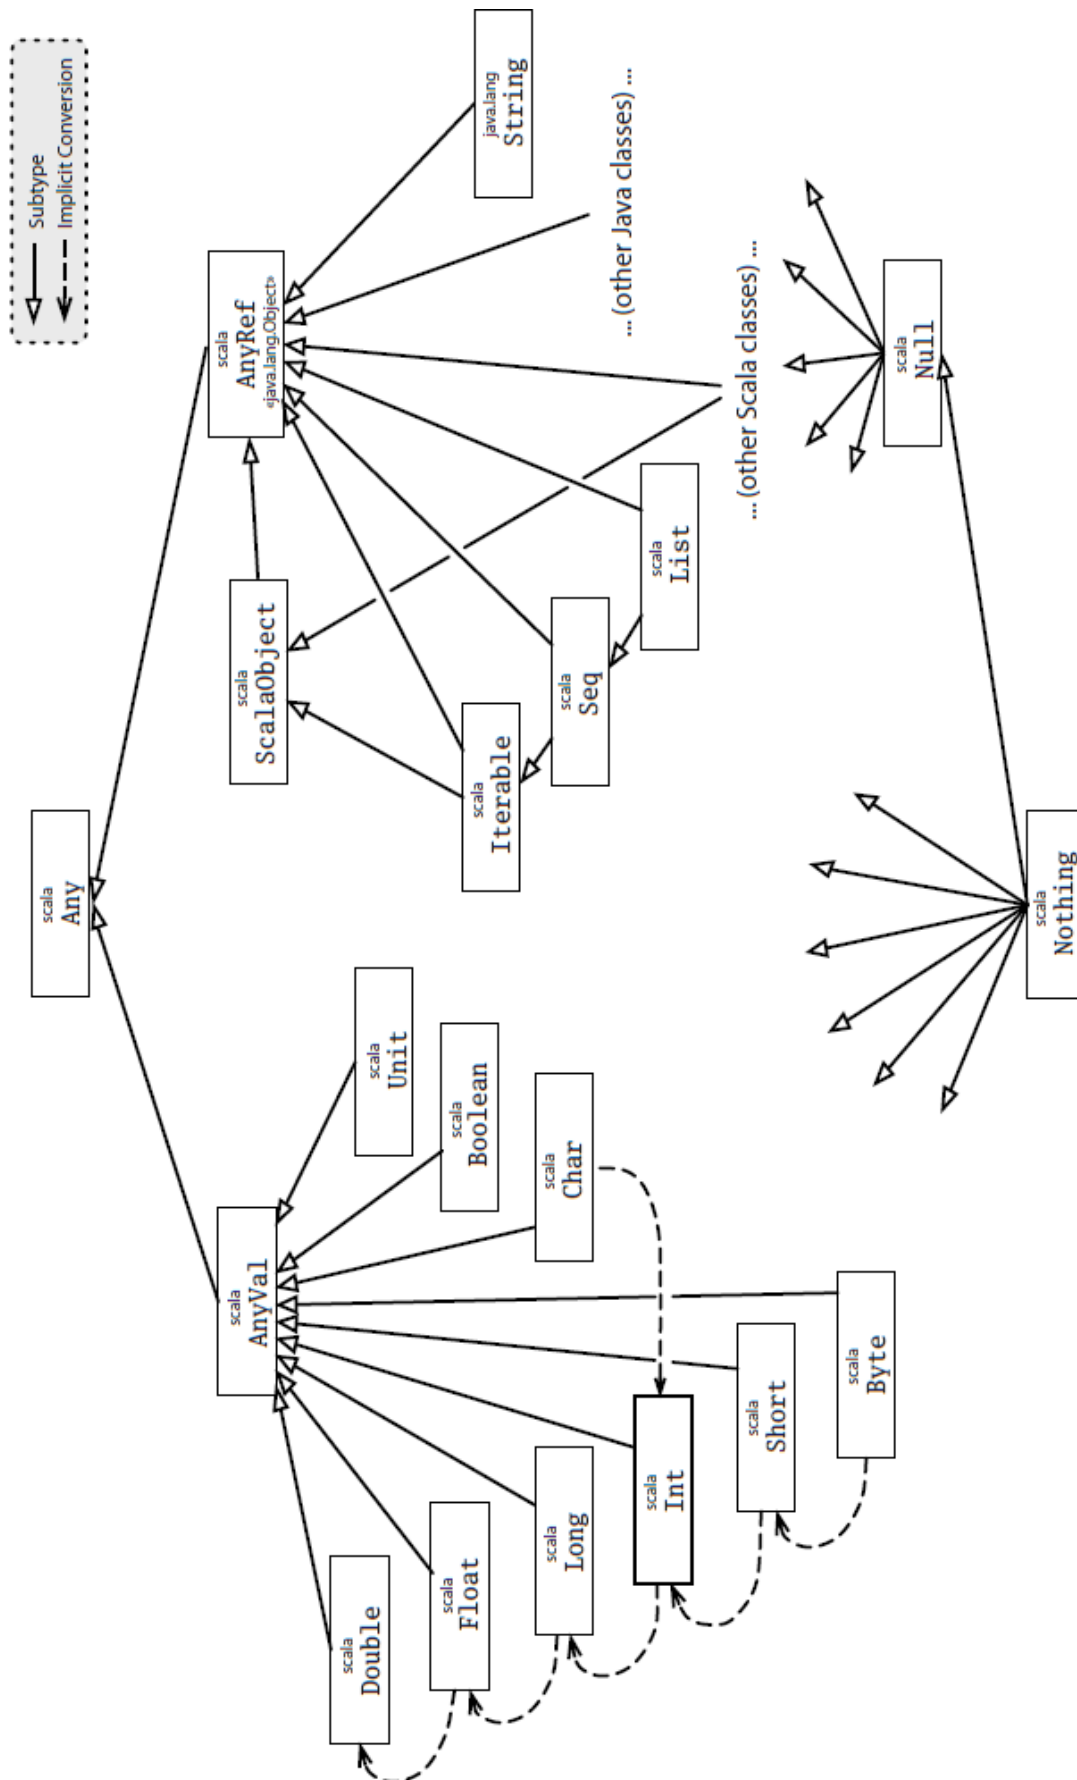 Subtype
Implicit Conversion
scala
Any
scala
AnyVal
scala
AnyRef
«java.lang.Object»
scala
Double
scala
Float
scala
Long
scala
Int
scala
Short
scala
Byte
scala
Char
scala
Boolean
scala
Unit
scala
ScalaObject
scala
Iterable
scala
Seq
scala
List
java.lang
String
... (other Java classes) ...
... (other Scala classes) ...
scala
Null
scala
Nothing